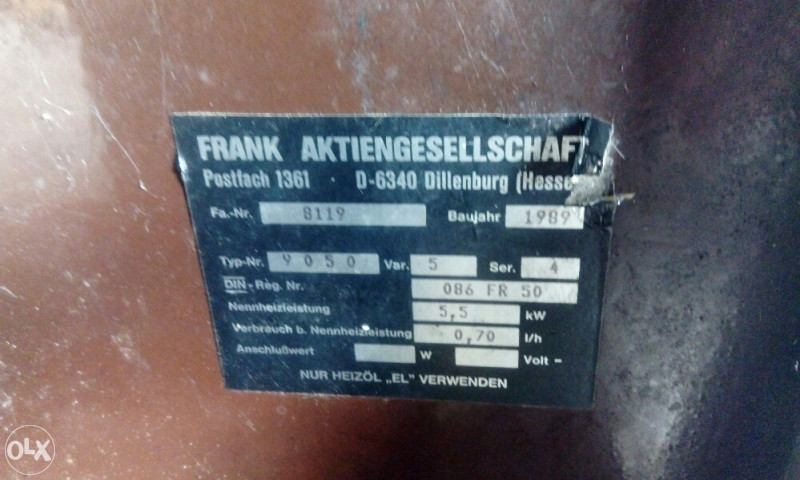 FRANK AKTIENGESELLSCHAFT
Postfach 1361 · D-6340 Dillenburg (Hesse
Fa.-Nr. 8119 Baujahr 1989
Typ-Nr. 9050 Var. 5 Ser. 4
DIN-Reg. Nr. 086 FR 50
Nennheizleistung 5,5 kW
Verbrauch b. Nennheizleistung 0,70 l/h
Anschlußwert W Volt ~
NUR HEIZÖL „EL" VERWENDEN
OLX